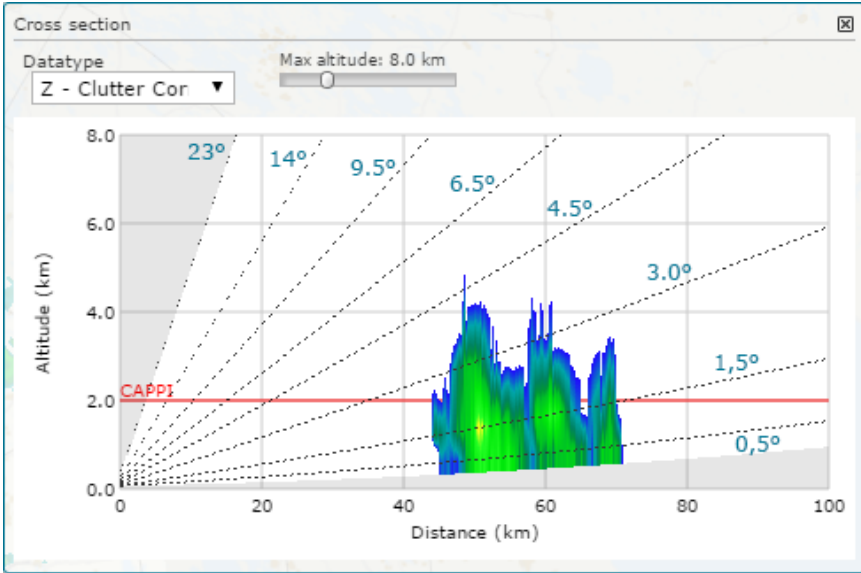 Cross section
Datatype
Max altitude: 8.0 km
Z - Clutter Cor
8.0
6.0
4.0
2.0
0.0
Altitude (km)
23º
14º
9.5º
6.5º
4.5º
3.0º
1,5º
0,5º
CAPPI
0
20
40
60
80
100
Distance (km)